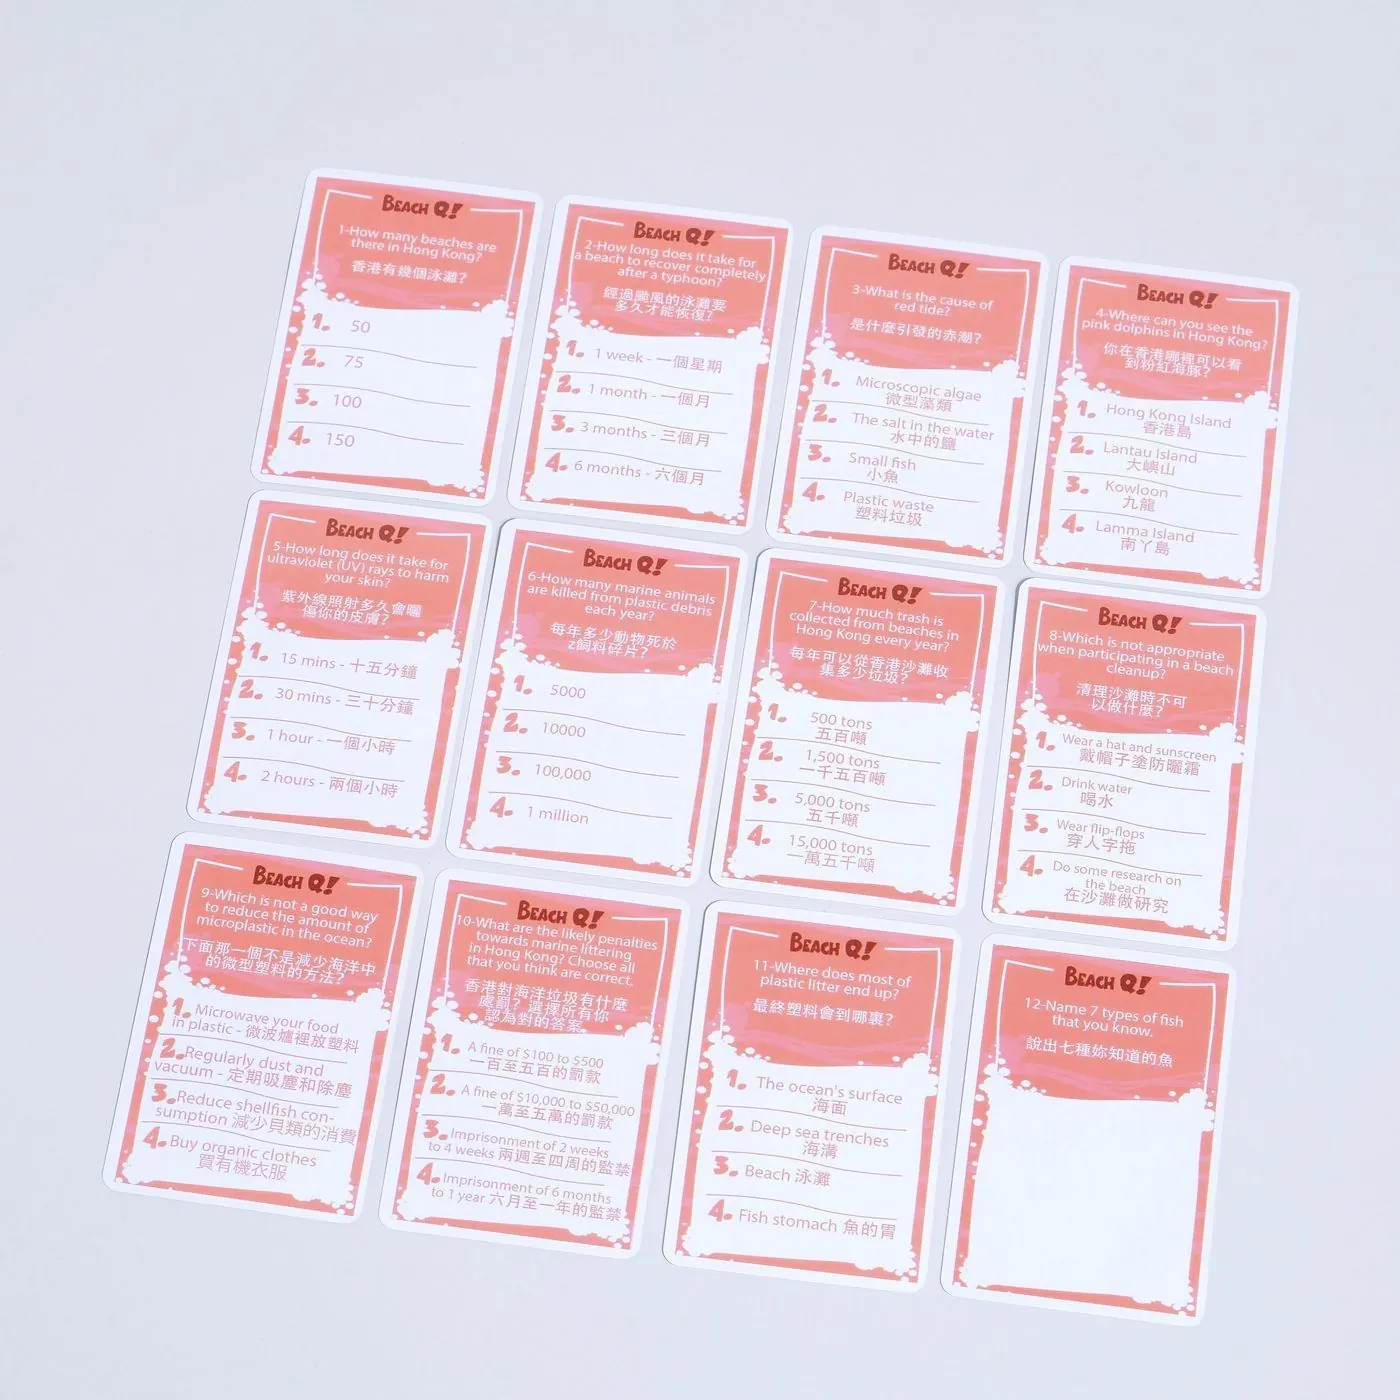 BEACH Q!
1-How many beaches are
there in Hong Kong?
香港有幾個泳灘?
1. 50
2. 75
3. 100
4. 150
BEACH Q!
2-How long does it take for
a beach to recover completely
after a typhoon?
經過颱風的泳灘要
多久才能恢復?
1. 1 week - 一個星期
2. 1 month - 一個月
3. 3 months - 三個月
4. 6 months - 六個月
BEACH Q!
3-What is the cause of
red tide?
是什麼引發的赤潮?
1. Microscopic algae
微型藻類
2. The salt in the water
水中的鹽
3. Small fish
小魚
4. Plastic waste
塑料垃圾
BEACH Q!
4-Where can you see the
pink dolphins in Hong Kong?
你在香港哪裡可以看
到粉紅海豚?
1. Hong Kong Island
香港島
2. Lantau Island
大嶼山
3. Kowloon
九龍
4. Lamma Island
南丫島
BEACH Q!
5-How long does it take for
ultraviolet (UV) rays to harm
your skin?
紫外線照射多久會曬
傷你的皮膚?
1. 15 mins - 十五分鐘
2. 30 mins - 三十分鐘
3. 1 hour - 一個小時
4. 2 hours - 兩個小時
BEACH Q!
6-How many marine animals
are killed from plastic debris
each year?
每年多少動物死於
z飼料碎片?
1. 5000
2. 10000
3. 100,000
4. 1 million
BEACH Q!
7-How much trash is
collected from beaches in
Hong Kong every year?
每年可以從香港沙灘收
集多少垃圾?
1. 500 tons
五百噸
2. 1,500 tons
一千五百噸
3. 5,000 tons
五千噸
4. 15,000 tons
一萬五千噸
BEACH Q!
8-Which is not appropriate
when participating in a beach
cleanup?
清理沙灘時不可
以做什麼?
1. Wear a hat and sunscreen
戴帽子塗防曬霜
2. Drink water
喝水
3. Wear flip-flops
穿人字拖
4. Do some research on
the beach
在沙灘做研究
BEACH Q!
9-Which is not a good way
to reduce the amount of
microplastic in the ocean?
下面那一個不是減少海洋中
的微型塑料的方法?
1. Microwave your food
in plastic - 微波爐裡放塑料
2. Regularly dust and
vacuum - 定期吸塵和除塵
3. Reduce shellfish con-
sumption 減少貝類的消費
4. Buy organic clothes
買有機衣服
BEACH Q!
10-What are the likely penalties
towards marine littering
in Hong Kong? Choose all
that you think are correct.
香港對海洋垃圾有什麼
處罰? 選擇所有你
認為對的答案
1. A fine of $100 to $500
一百至五百的罰款
2. A fine of $10,000 to $50,000
一萬至五萬的罰款
3. Imprisonment of 2 weeks
to 4 weeks 兩週至四周的監禁
4. Imprisonment of 6 months
to 1 year 六月至一年的監禁
BEACH Q!
11-Where does most of
plastic litter end up?
最終塑料會到哪裏?
1. The ocean's surface
海面
2. Deep sea trenches
海溝
3. Beach 泳灘
4. Fish stomach 魚的胃
BEACH Q!
12-Name 7 types of fish
that you know.
說出七種妳知道的魚